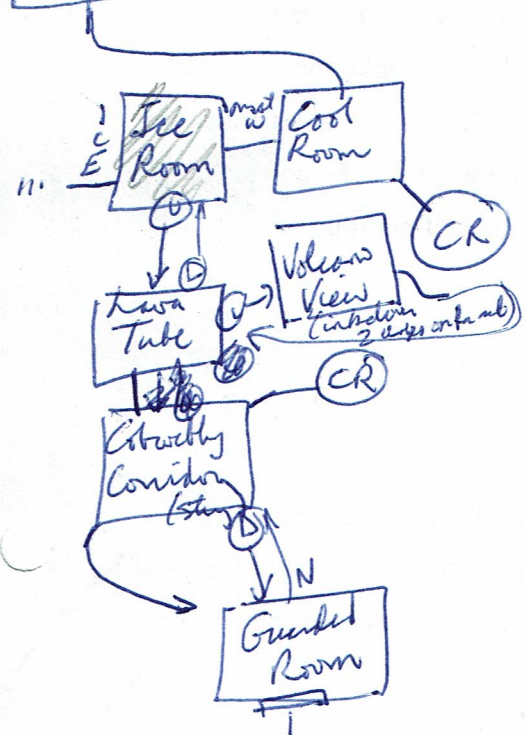 Ice
Room
Cool
Room
ICE
n.
w
U
CR
D
Volcano
View
Lava
Tube
CR
Cobwebby
Corridor
D
N
Guarded
Room